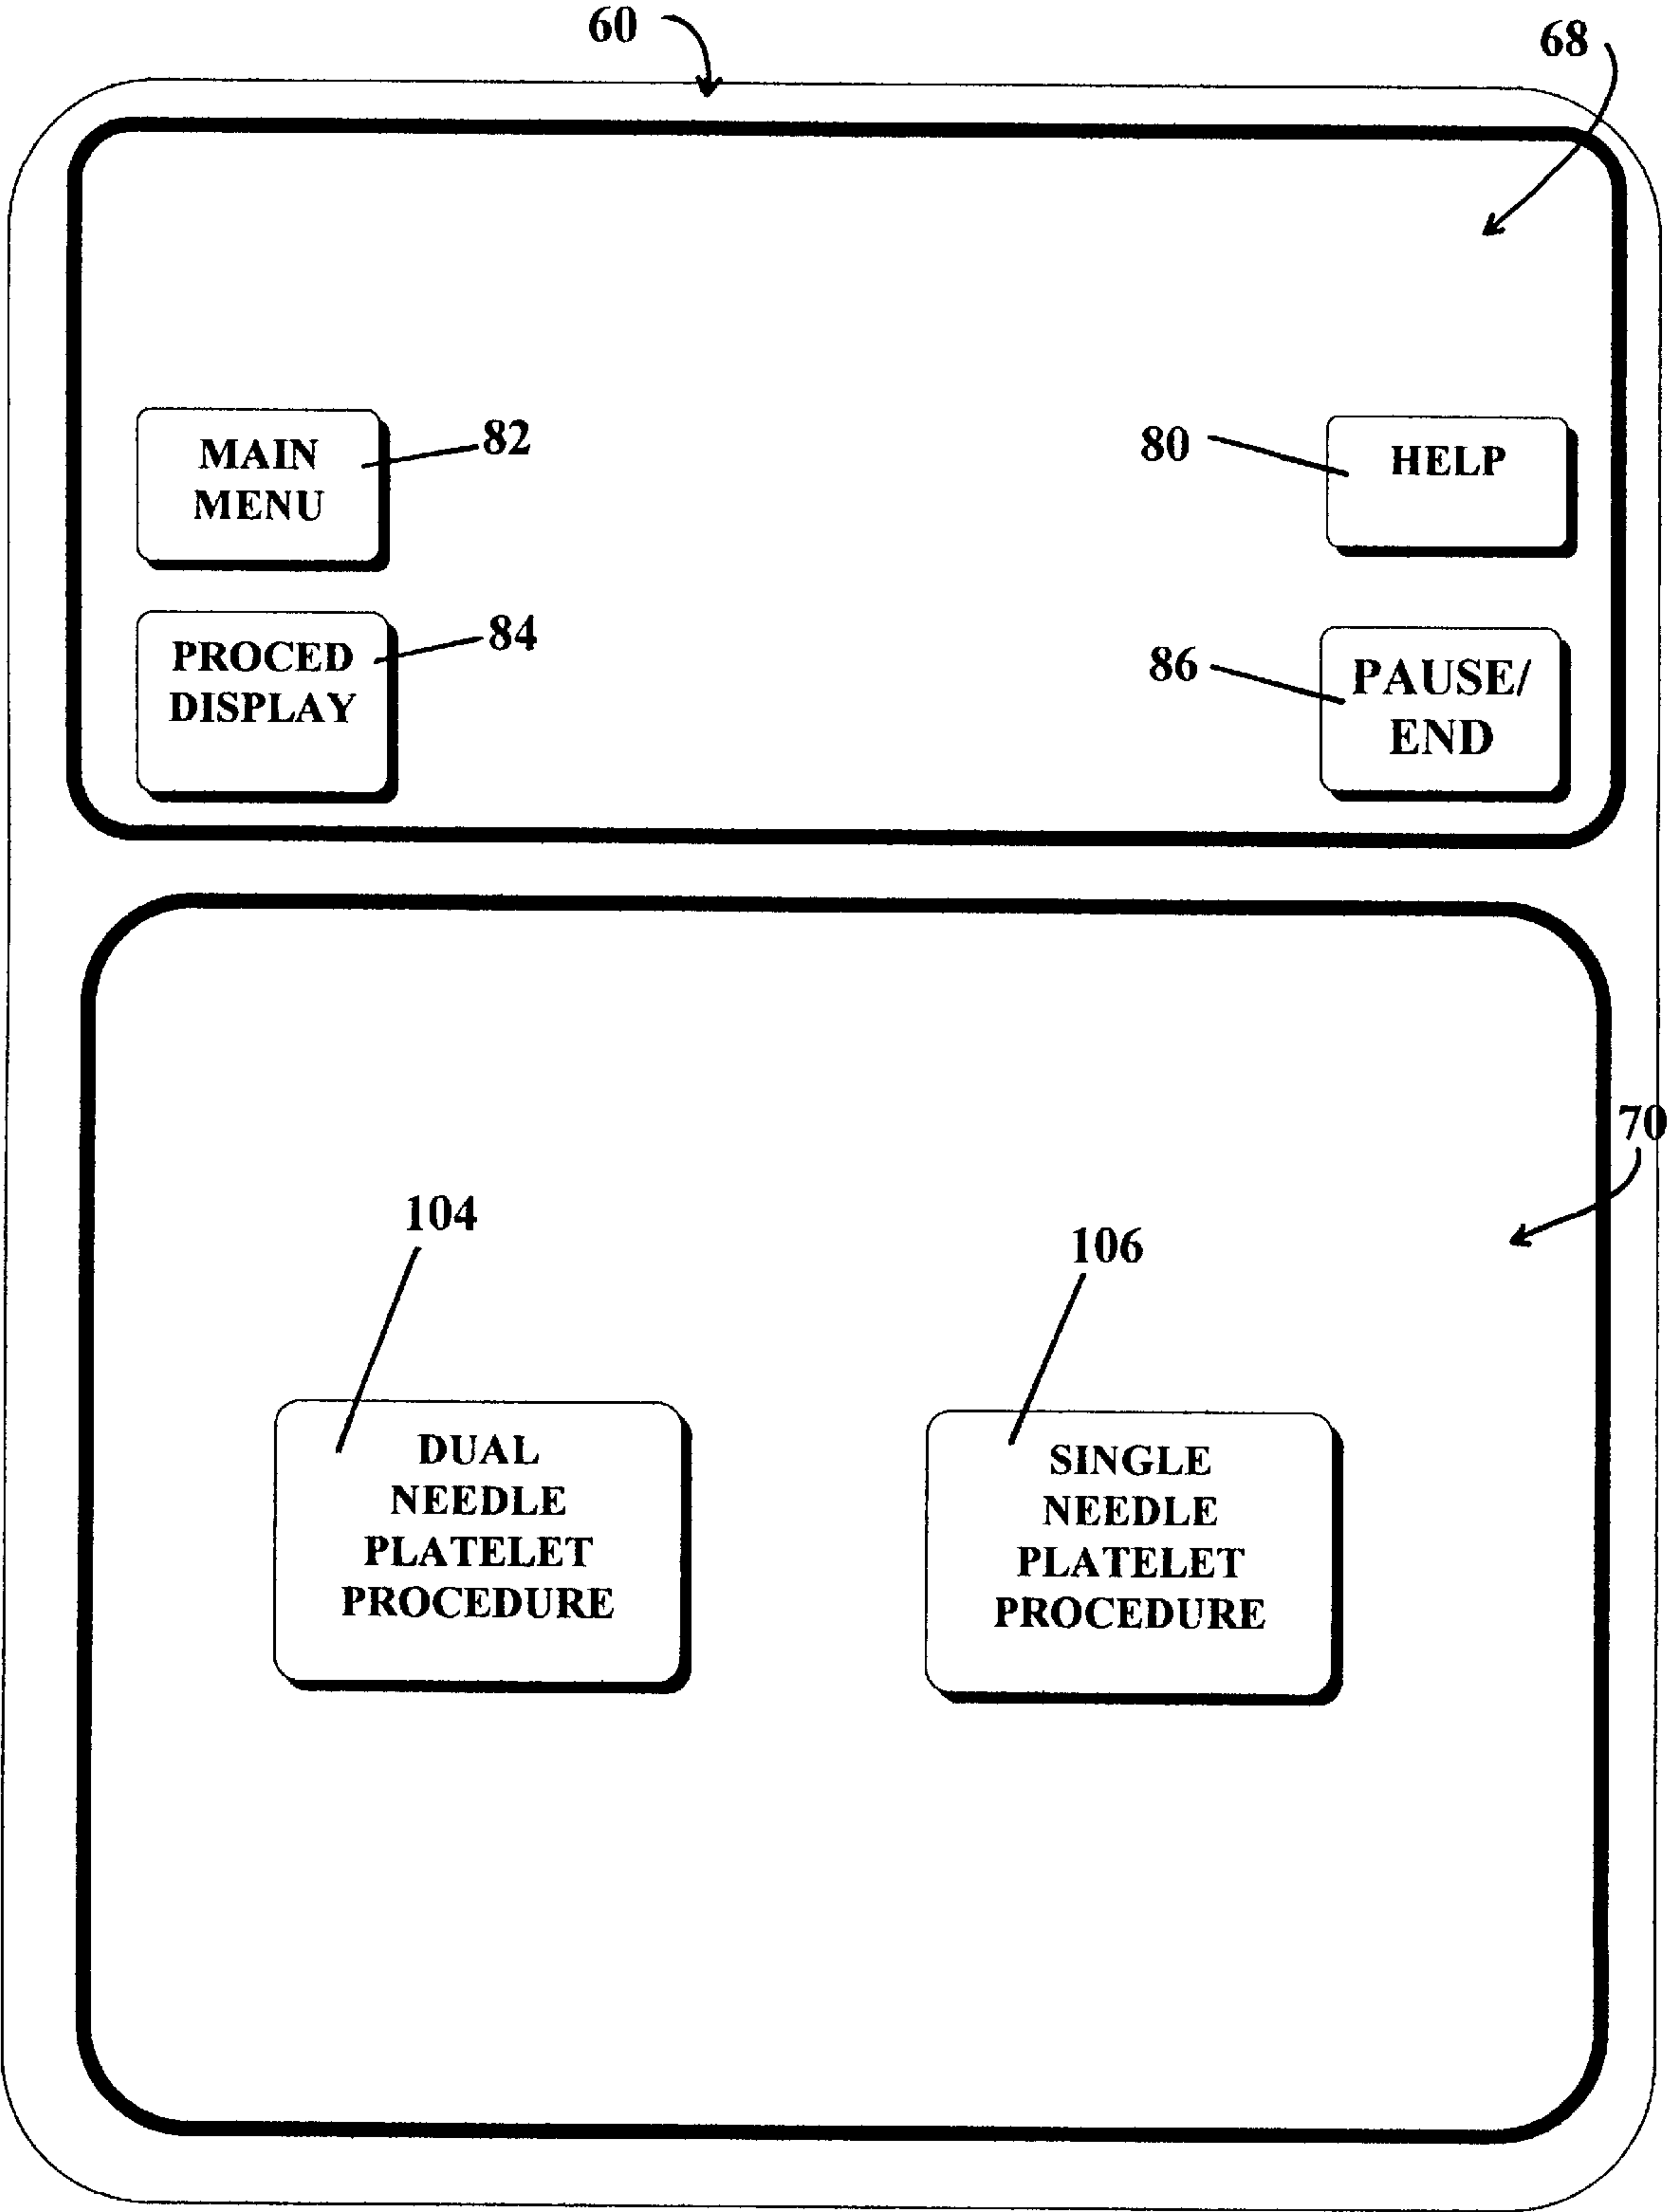 60
68
MAIN
MENU
82
80
HELP
PROCED
DISPLAY
84
86
PAUSE/
END
70
104
106
DUAL
NEEDLE
PLATELET
PROCEDURE
SINGLE
NEEDLE
PLATELET
PROCEDURE